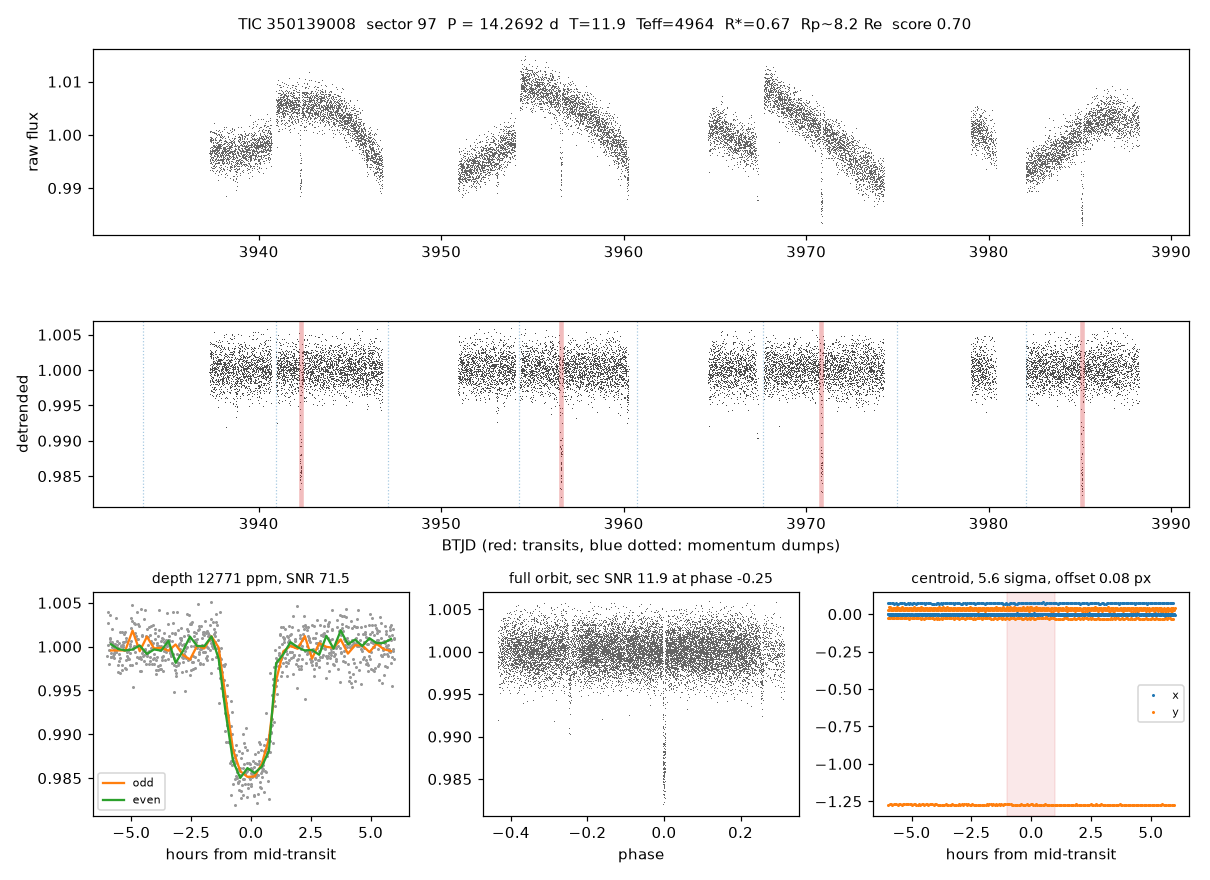 TIC 350139008 sector 97 P = 14.2692 d T=11.9 Teff=4964 R*=0.67 Rp~8.2 Re score 0.70
raw flux
1.01
1.00
0.99
3940 3950 3960 3970 3980 3990
detrended
1.005
1.000
0.995
0.990
0.985
3940 3950 3960 3970 3980 3990
BTJD (red: transits, blue dotted: momentum dumps)
depth 12771 ppm, SNR 71.5
1.005
1.000
0.995
0.990
0.985
odd
even
−5.0 −2.5 0.0 2.5 5.0
hours from mid-transit
full orbit, sec SNR 11.9 at phase -0.25
1.005
1.000
0.995
0.990
0.985
−0.4 −0.2 0.0 0.2
phase
centroid, 5.6 sigma, offset 0.08 px
0.00
−0.25
−0.50
−0.75
−1.00
−1.25
x
y
−5.0 −2.5 0.0 2.5 5.0
hours from mid-transit